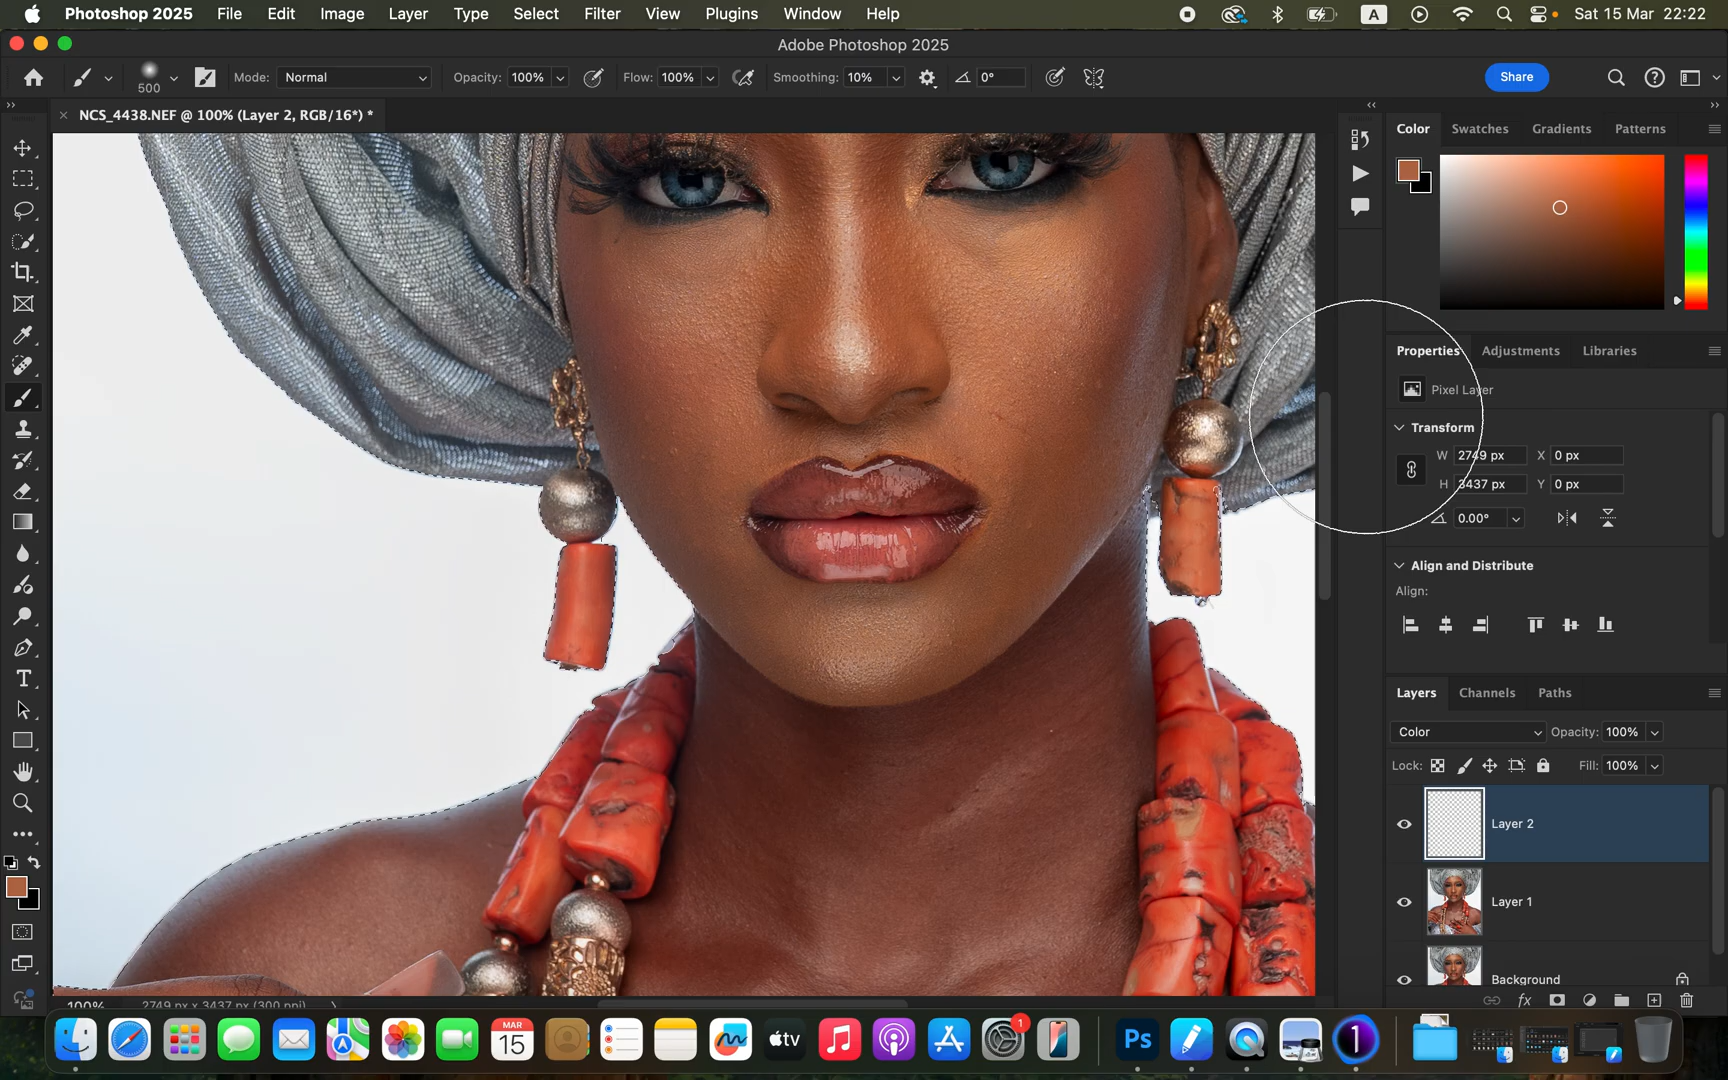 Photoshop 2025 File Edit Image Layer Type Select Filter View Plugins Window Help A Sat 15 Mar 22:22
Adobe Photoshop 2025
500 Mode: Normal Opacity: 100% Flow: 100% Smoothing: 10% 0° Share
× NCS_4438.NEF @ 100% (Layer 2, RGB/16*) *
Color Swatches Gradients Patterns
Properties Adjustments Libraries
Pixel Layer
Transform
W 2749 px X 0 px
H 3437 px Y 0 px
0.00°
Align and Distribute
Align:
Layers Channels Paths
Color Opacity: 100%
Lock: Fill: 100%
Layer 2
Layer 1
Background
100% 2749 px x 3437 px (300 ppi)
fx
MAR
15
tv
1
Ps
1